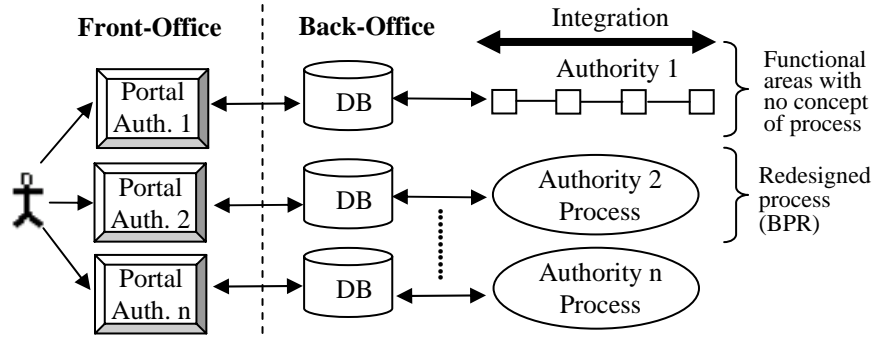 Front-Office
Back-Office
Integration
Portal
Auth. 1
DB
Authority 1
Functional
areas with
no concept
of process
Portal
Auth. 2
DB
Authority 2
Process
Redesigned
process
(BPR)
Portal
Auth. n
DB
Authority n
Process